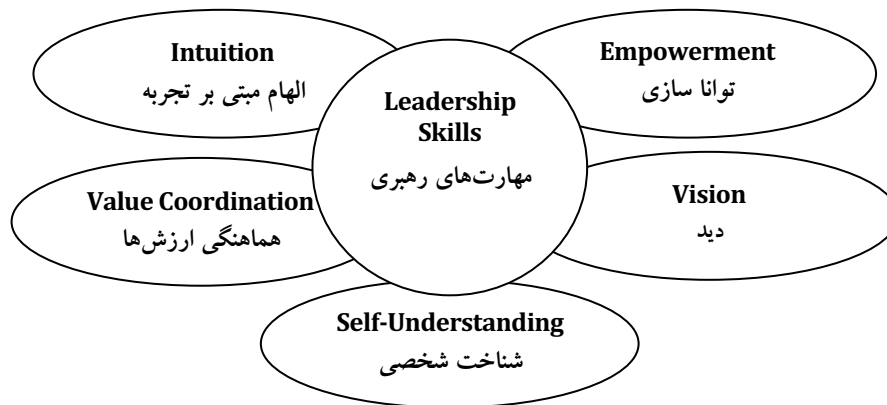 Intuition
الهام مبتی بر تجربه
Empowerment
توانا سازی
Leadership
Skills
مهارت‌های رهبری
Value Coordination
هماهنگی ارزش‌ها
Vision
دید
Self-Understanding
شناخت شخصی